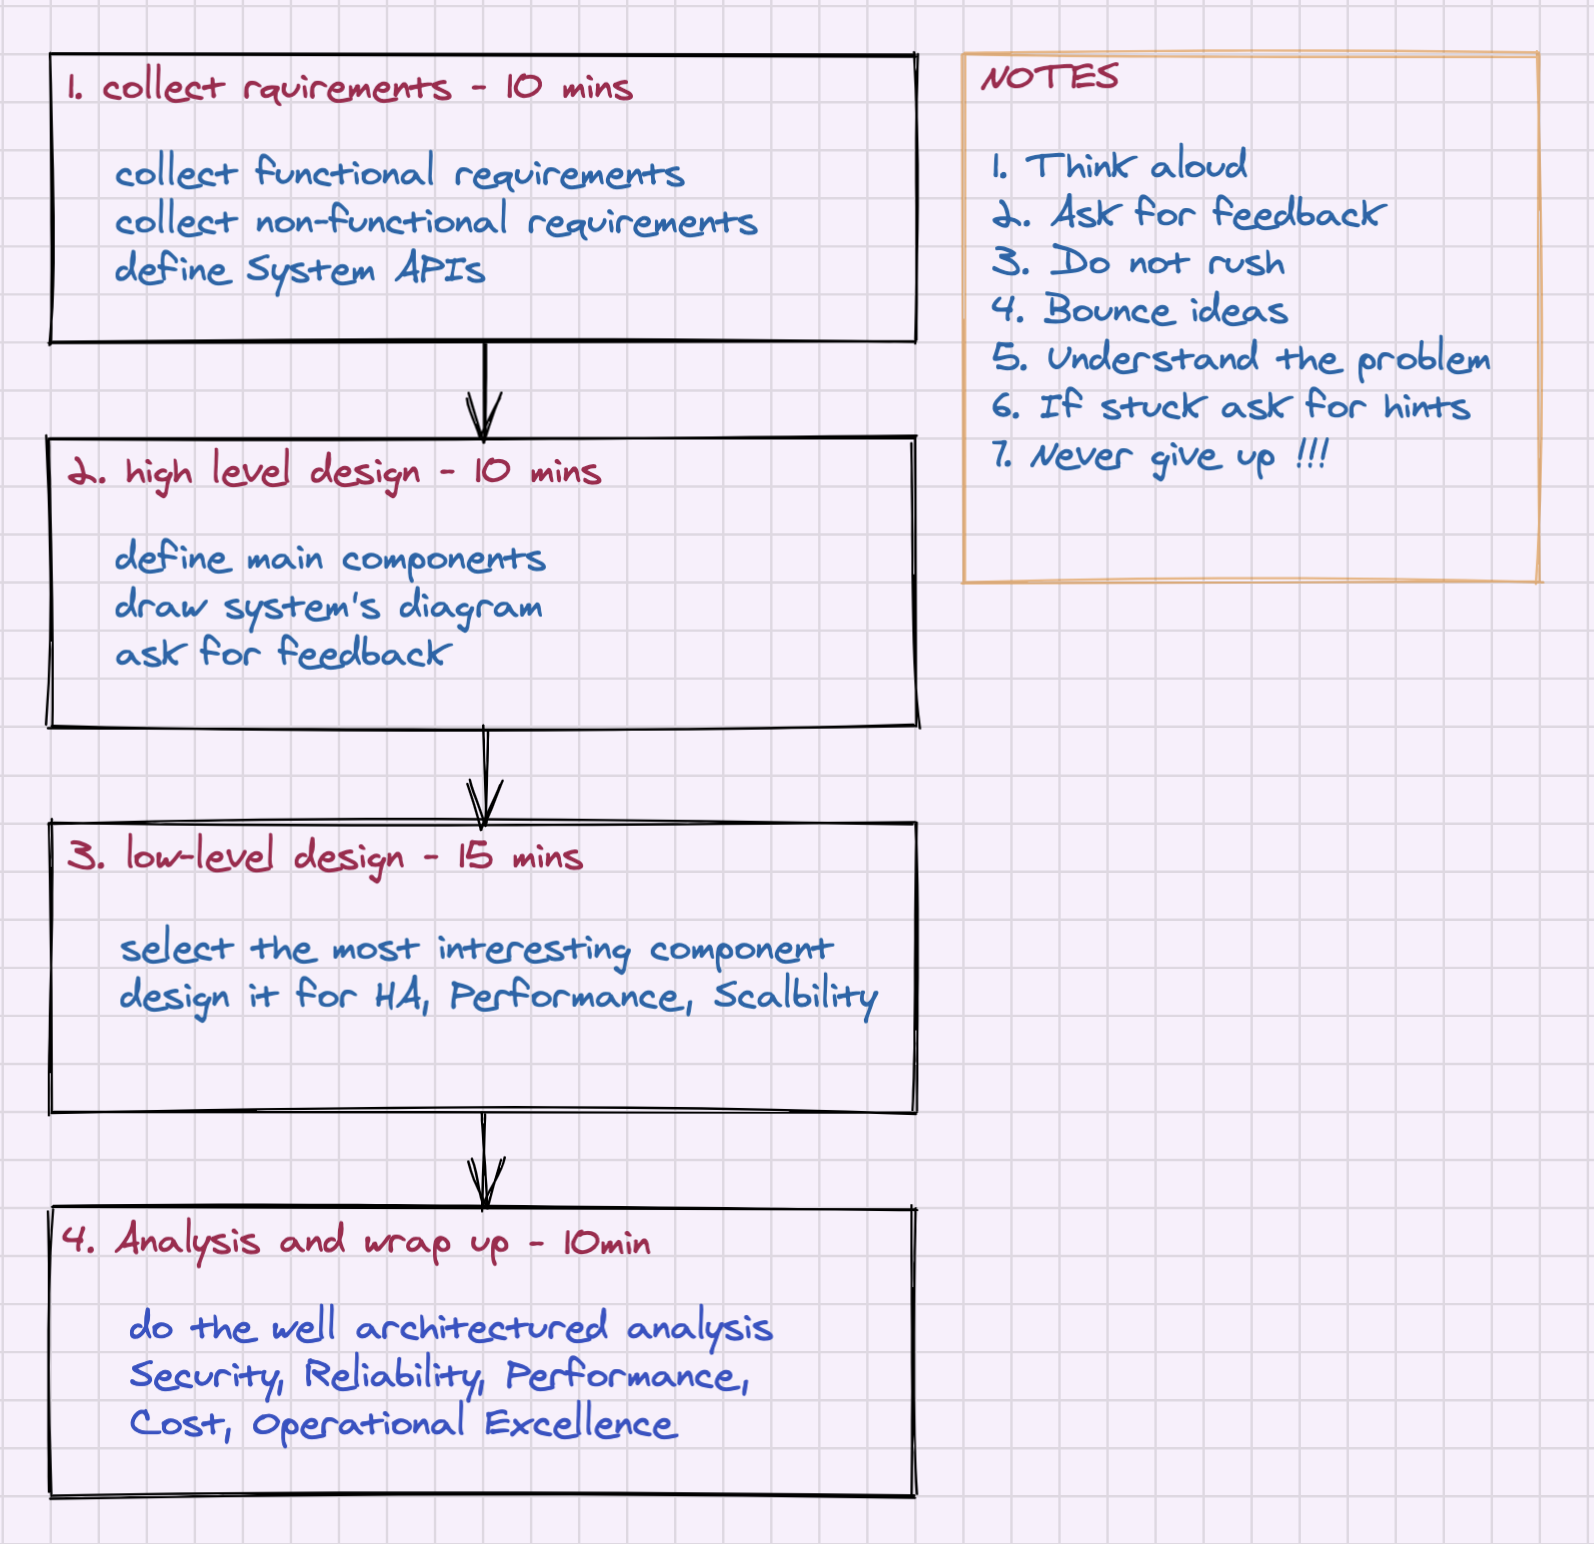 1. collect rquirements - 10 mins
collect functional requirements
collect non-functional requirements
define System APIs
2. high level design - 10 mins
define main components
draw system's diagram
ask for feedback
3. low-level design - 15 mins
select the most interesting component
design it for HA, Performance, Scalbility
4. Analysis and wrap up - 10min
do the well architectured analysis
Security, Reliability, Performance,
Cost, Operational Excellence
NOTES
1. Think aloud
2. Ask for feedback
3. Do not rush
4. Bounce ideas
5. Understand the problem
6. If stuck ask for hints
7. Never give up !!!